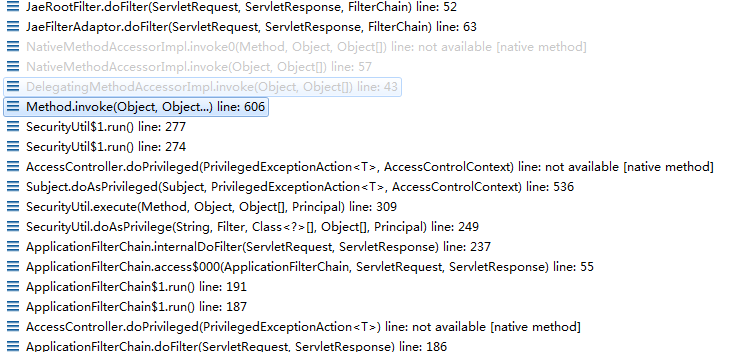 JaeRootFilter.doFilter(ServletRequest, ServletResponse, FilterChain) line: 52
JaeFilterAdaptor.doFilter(ServletRequest, ServletResponse, FilterChain) line: 63
NativeMethodAccessorImpl.invoke0(Method, Object, Object[]) line: not available [native method]
NativeMethodAccessorImpl.invoke(Object, Object[]) line: 57
DelegatingMethodAccessorImpl.invoke(Object, Object[]) line: 43
Method.invoke(Object, Object...) line: 606
SecurityUtil$1.run() line: 277
SecurityUtil$1.run() line: 274
AccessController.doPrivileged(PrivilegedExceptionAction<T>, AccessControlContext) line: not available [native method]
Subject.doAsPrivileged(Subject, PrivilegedExceptionAction<T>, AccessControlContext) line: 536
SecurityUtil.execute(Method, Object, Object[], Principal) line: 309
SecurityUtil.doAsPrivilege(String, Filter, Class<?>[], Object[], Principal) line: 249
ApplicationFilterChain.internalDoFilter(ServletRequest, ServletResponse) line: 237
ApplicationFilterChain.access$000(ApplicationFilterChain, ServletRequest, ServletResponse) line: 55
ApplicationFilterChain$1.run() line: 191
ApplicationFilterChain$1.run() line: 187
AccessController.doPrivileged(PrivilegedExceptionAction<T>) line: not available [native method]
ApplicationFilterChain.doFilter(ServletRequest, ServletResponse) line: 186